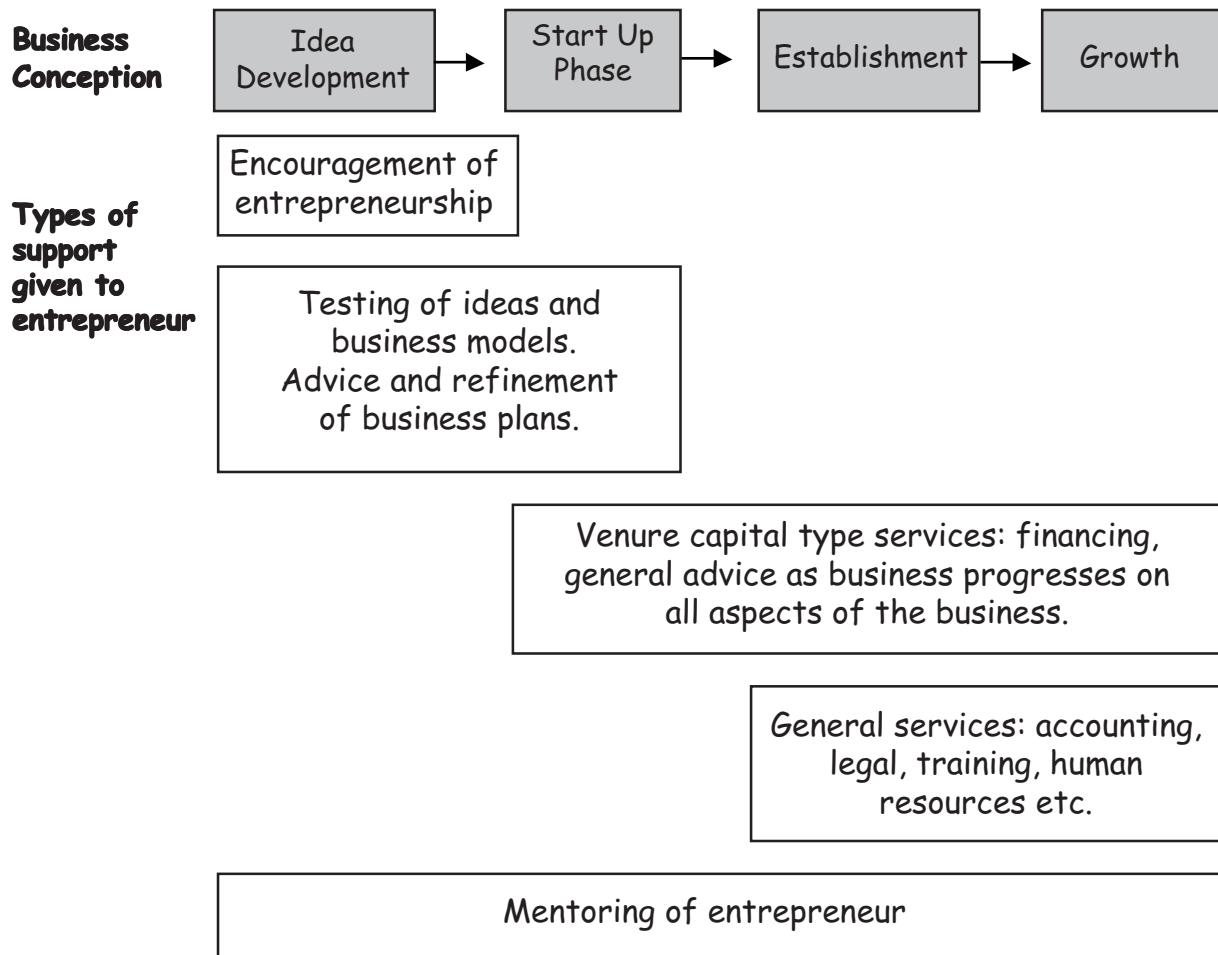 Business
Conception
Idea
Development
Start Up
Phase
Establishment
Growth
Types of
support
given to
entrepreneur
Encouragement of
entrepreneurship
Testing of ideas and
business models.
Advice and refinement
of business plans.
Venure capital type services: financing,
general advice as business progresses on
all aspects of the business.
General services: accounting,
legal, training, human
resources etc.
Mentoring of entrepreneur